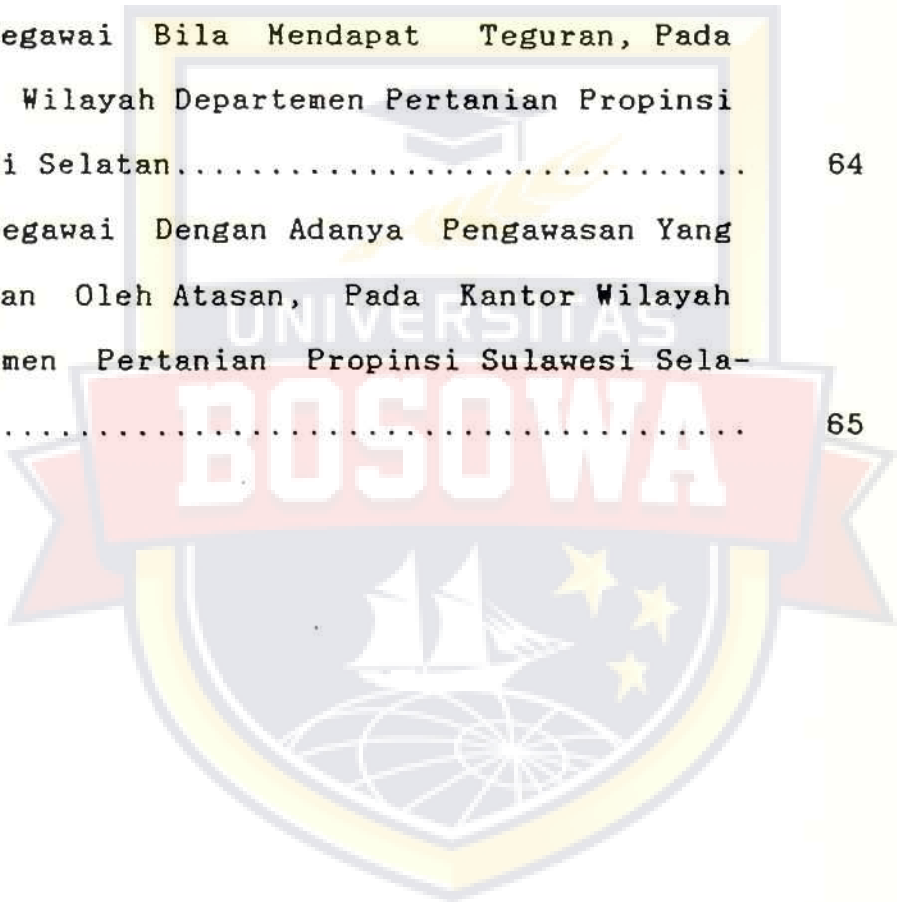 egawai Bila Mendapat Teguran, Pada
Wilayah Departemen Pertanian Propinsi
i Selatan.............................. 64
egawai Dengan Adanya Pengawasan Yang
an Oleh Atasan, Pada Kantor Wilayah
UNIVERSITAS
men Pertanian Propinsi Sulawesi Sela-
BOSOWA
....................................... 65